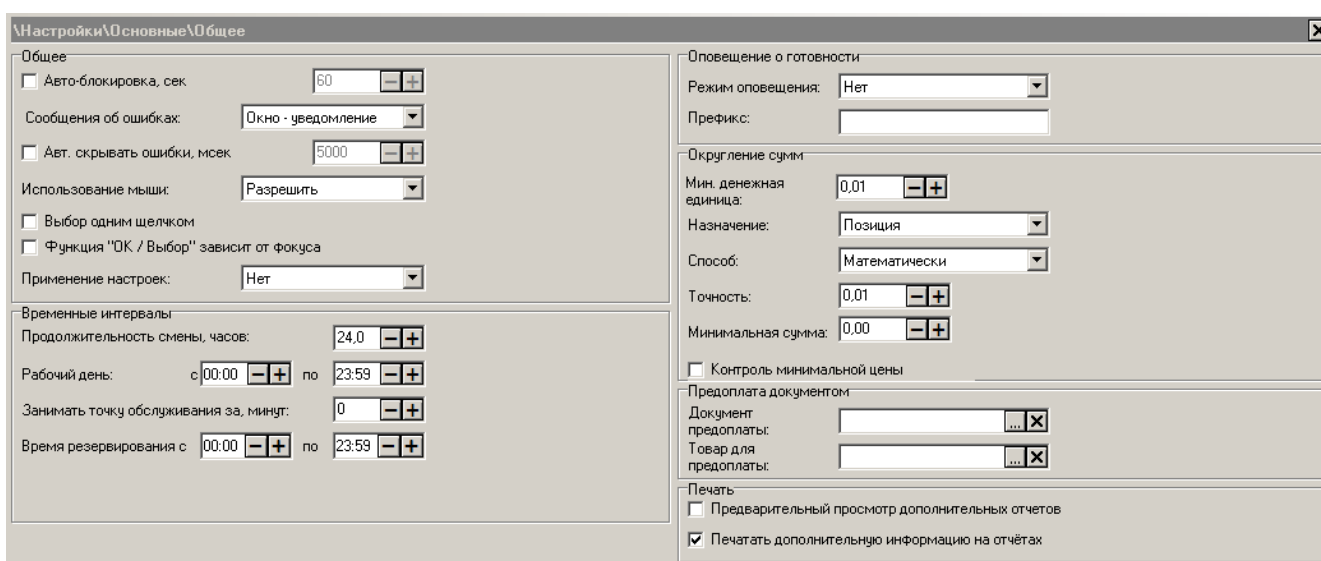 \Настройки\Основные\Общее
Общее
Авто-блокировка, сек 60
Сообщения об ошибках: Окно - уведомление
Авт. скрывать ошибки, мсек 5000
Использование мыши: Разрешить
Выбор одним щелчком
Функция "ОК / Выбор" зависит от фокуса
Применение настроек: Нет
Временные интервалы
Продолжительность смены, часов: 24,0
Рабочий день: с 00:00 по 23:59
Занимать точку обслуживания за, минут: 0
Время резервирования с 00:00 по 23:59
Оповещение о готовности
Режим оповещения: Нет
Префикс:
Округление сумм
Мин. денежная
единица: 0,01
Назначение: Позиция
Способ: Математически
Точность: 0,01
Минимальная сумма: 0,00
Контроль минимальной цены
Предоплата документом
Документ
предоплаты: ...
Товар для
предоплаты: ...
Печать
Предварительный просмотр дополнительных отчетов
Печатать дополнительную информацию на отчётах